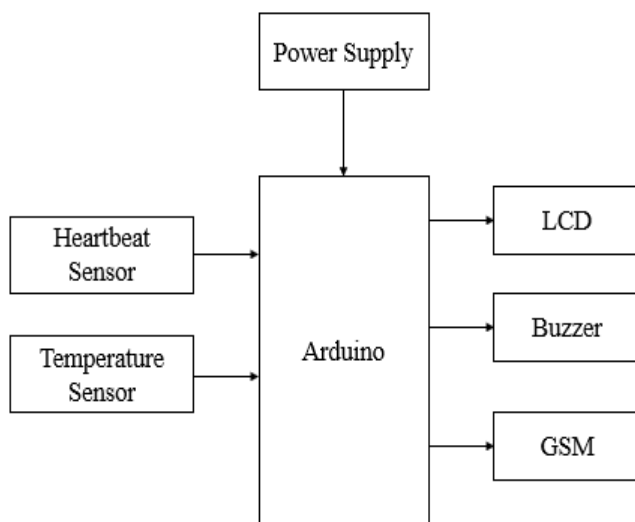 Power Supply
Heartbeat
Sensor
Temperature
Sensor
Arduino
LCD
Buzzer
GSM